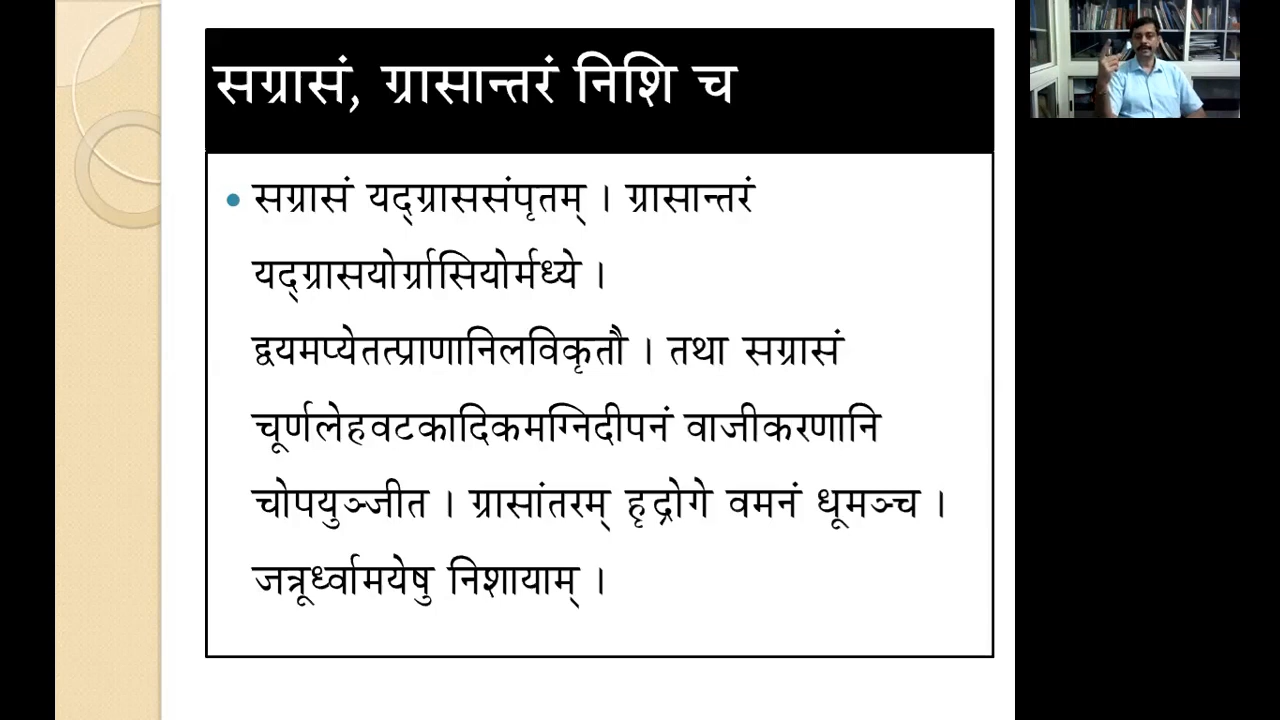 सग्रासं, ग्रासान्तरं निशि च
• सग्रासं यद्ग्राससंपृतम् । ग्रासान्तरं
यद्ग्रासयोर्ग्रासियोर्मध्ये ।
द्वयमप्येतत्प्राणानिलविकृतौ । तथा सग्रासं
चूर्णलेहवटकादिकमग्निदीपनं वाजीकरणानि
चोपयुञ्जीत । ग्रासांतरम् हृद्रोगे वमनं धूमञ्च ।
जत्रूर्ध्वामयेषु निशायाम् ।